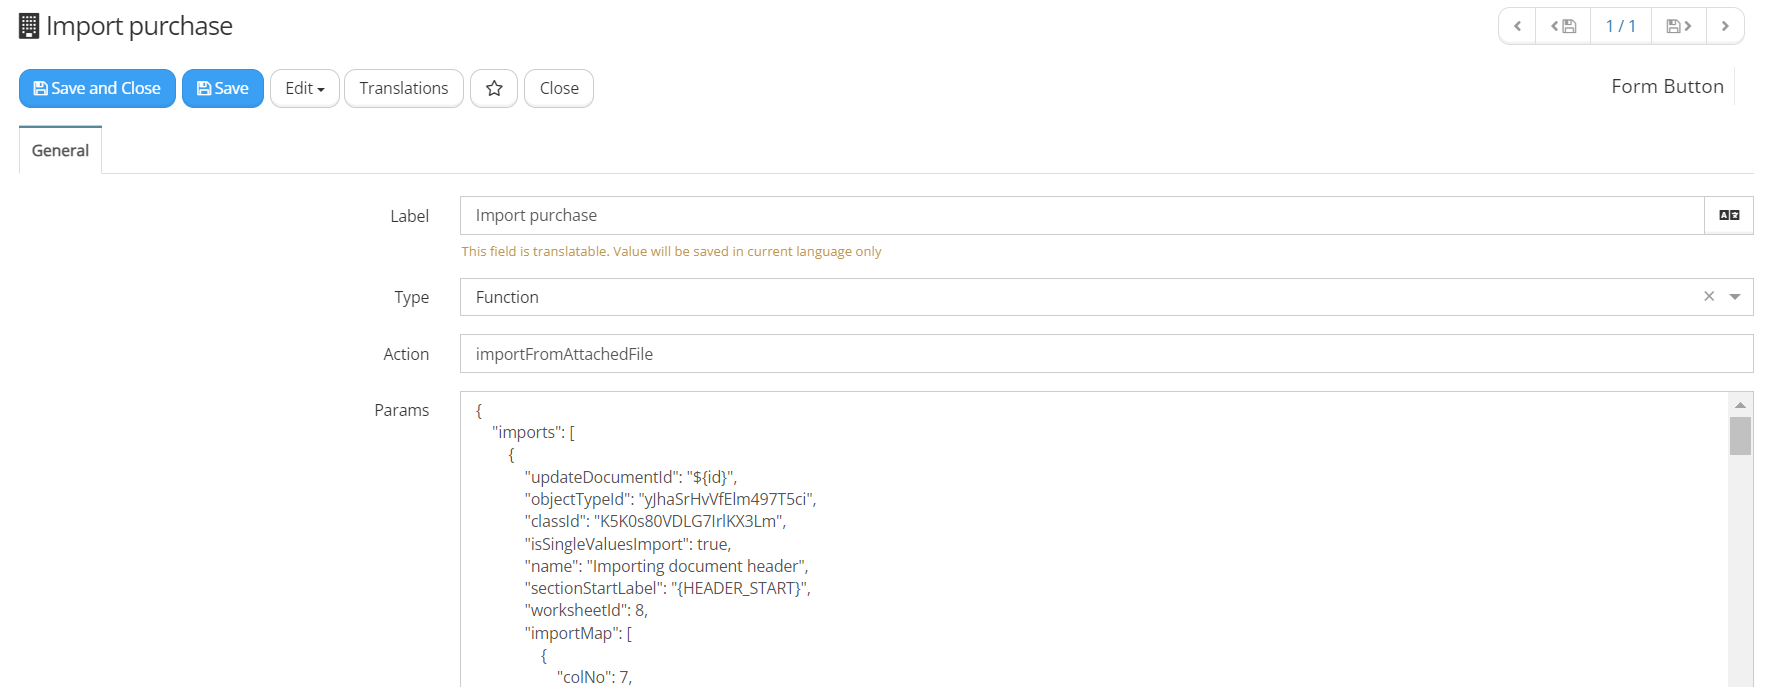 Import purchase
1 / 1
Save and Close
Save
Edit
Translations
Close
Form Button
General
Label
Import purchase
This field is translatable. Value will be saved in current language only
Type
Function
Action
importFromAttachedFile
Params
{
"imports": [
{
"updateDocumentId": "${id}",
"objectTypeId": "yJhaSrHvVfElm497T5ci",
"classId": "K5K0s80VDLG7IrlKX3Lm",
"isSingleValuesImport": true,
"name": "Importing document header",
"sectionStartLabel": "{HEADER_START}",
"worksheetId": 8,
"importMap": [
{
"colNo": 7,